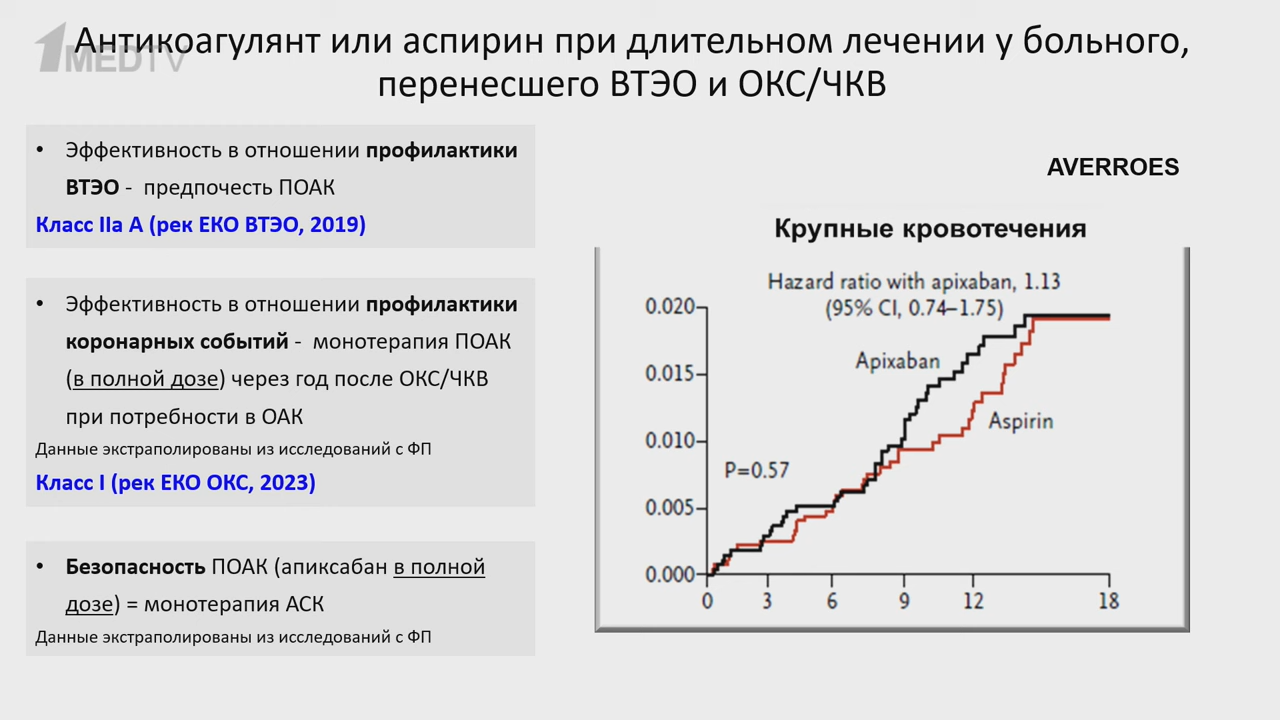 1MEDTV
Антикоагулянт или аспирин при длительном лечении у больного,
перенесшего ВТЭО и ОКС/ЧКВ
• Эффективность в отношении профилактики
ВТЭО - предпочесть ПОАК
Класс IIa A (рек ЕКО ВТЭО, 2019)
• Эффективность в отношении профилактики
коронарных событий - монотерапия ПОАК
(в полной дозе) через год после ОКС/ЧКВ
при потребности в ОАК
Данные экстраполированы из исследований с ФП
Класс I (рек ЕКО ОКС, 2023)
• Безопасность ПОАК (апиксабан в полной
дозе) = монотерапия АСК
Данные экстраполированы из исследований с ФП
AVERROES
Крупные кровотечения
Hazard ratio with apixaban, 1.13
(95% CI, 0.74–1.75)
0.020
Apixaban
0.015
Aspirin
0.010
P=0.57
0.005
0.000
0 3 6 9 12 18